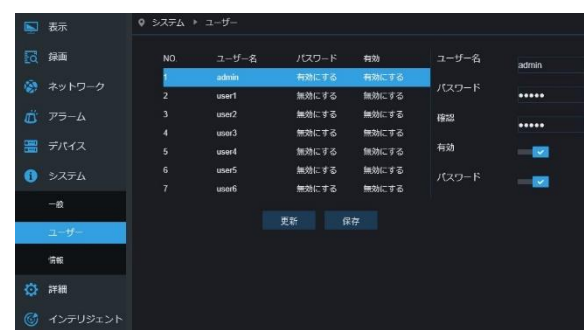 表示
録画
ネットワーク
アラーム
デバイス
システム
一般
ユーザー
情報
詳細
インテリジェント
システム ▸ ユーザー
NO. ユーザー名 パスワード 有効
1 admin 有効にする 有効にする
2 user1 無効にする 無効にする
3 user2 無効にする 無効にする
4 user3 無効にする 無効にする
5 user4 無効にする 無効にする
6 user5 無効にする 無効にする
7 user6 無効にする 無効にする
更新 保存
ユーザー名 admin
パスワード •••••
確認 •••••
有効
パスワード